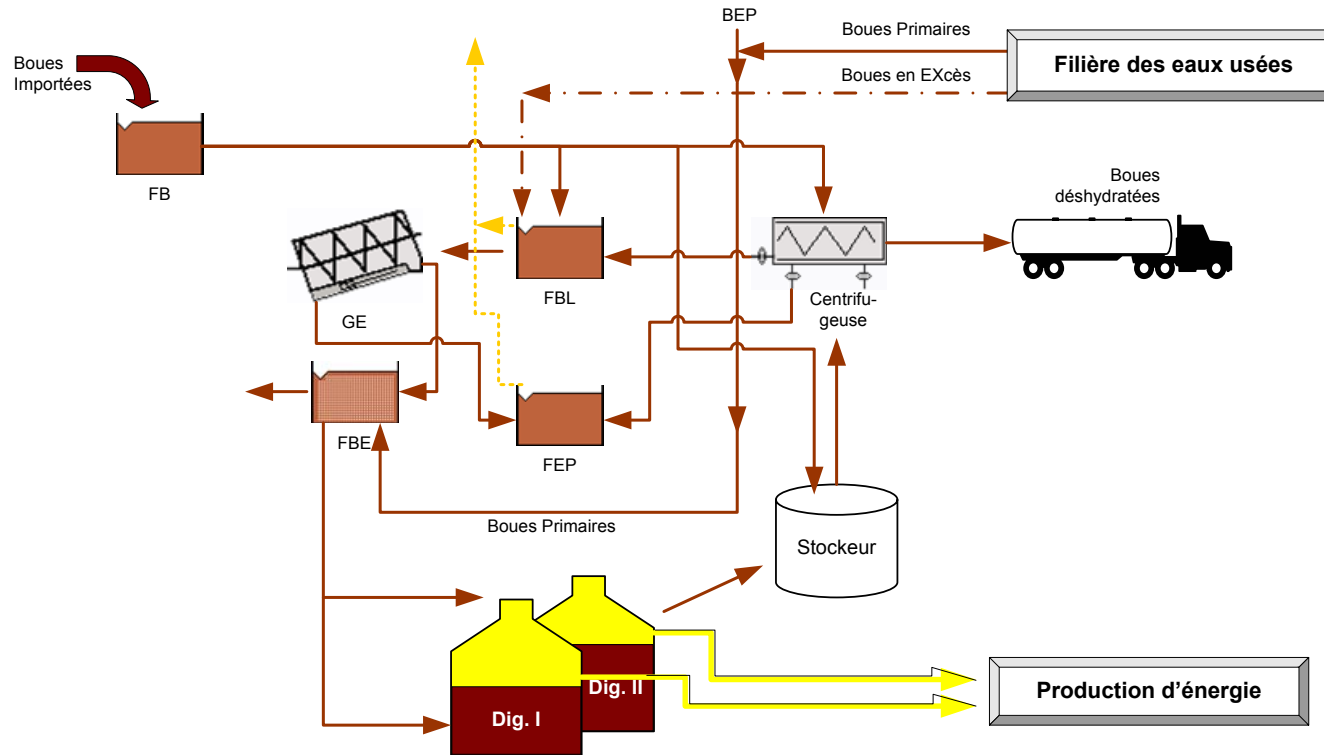 BEP
Boues Primaires
Filière des eaux usées
Boues
Importées
Boues en EXcès
FB
Boues
déshydratées
FBL
Centrifu-
geuse
GE
FBE
FEP
Boues Primaires
Stockeur
Dig. II
Dig. I
Production d'énergie